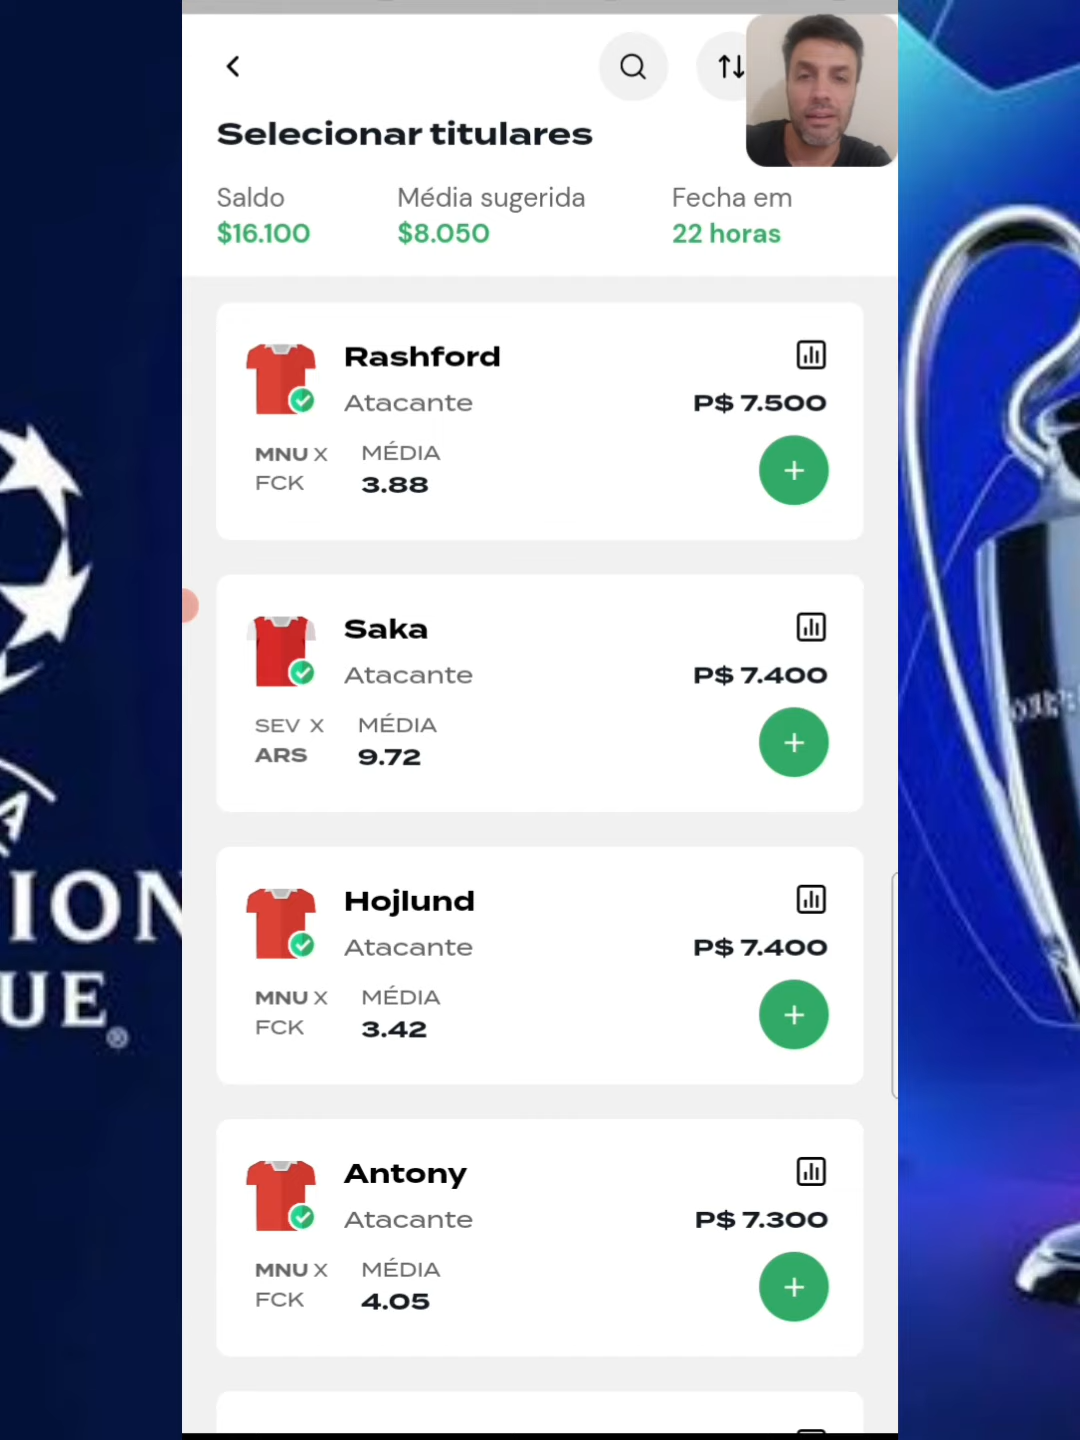 Selecionar titulares
Saldo
Média sugerida
Fecha em
$16.100
$8.050
22 horas
Rashford
Atacante
P$ 7.500
MNU X
FCK
MÉDIA
3.88
Saka
Atacante
P$ 7.400
SEV X
ARS
MÉDIA
9.72
Hojlund
Atacante
P$ 7.400
MNU X
FCK
MÉDIA
3.42
Antony
Atacante
P$ 7.300
MNU X
FCK
MÉDIA
4.05
A
ION
UE®